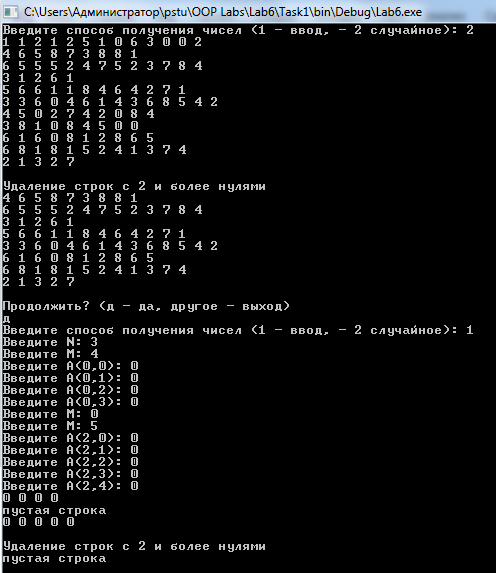 C:\Users\Администратор\pstu\OOP Labs\Lab6\Task1\bin\Debug\Lab6.exe
Введите способ получения чисел (1 – ввод, – 2 случайное): 2
1 1 2 1 2 5 1 0 6 3 0 0 2
4 6 5 8 7 3 8 8 1
6 5 5 5 2 4 7 5 2 3 7 8 4
3 1 2 6 1
5 6 6 1 1 8 4 6 4 2 7 1
3 3 6 0 4 6 1 4 3 6 8 5 4 2
4 5 0 2 7 4 2 0 8 4
3 8 1 0 8 4 5 0 0
6 1 6 0 8 1 2 8 6 5
6 8 1 8 1 5 2 4 1 3 7 4
2 1 3 2 7
Удаление строк с 2 и более нулями
4 6 5 8 7 3 8 8 1
6 5 5 5 2 4 7 5 2 3 7 8 4
3 1 2 6 1
5 6 6 1 1 8 4 6 4 2 7 1
3 3 6 0 4 6 1 4 3 6 8 5 4 2
6 1 6 0 8 1 2 8 6 5
6 8 1 8 1 5 2 4 1 3 7 4
2 1 3 2 7
Продолжить? (д – да, другое – выход)
д
Введите способ получения чисел (1 – ввод, – 2 случайное): 1
Введите N: 3
Введите M: 4
Введите A(0,0): 0
Введите A(0,1): 0
Введите A(0,2): 0
Введите A(0,3): 0
Введите M: 0
Введите M: 5
Введите A(2,0): 0
Введите A(2,1): 0
Введите A(2,2): 0
Введите A(2,3): 0
Введите A(2,4): 0
0 0 0 0
пустая строка
0 0 0 0 0
Удаление строк с 2 и более нулями
пустая строка